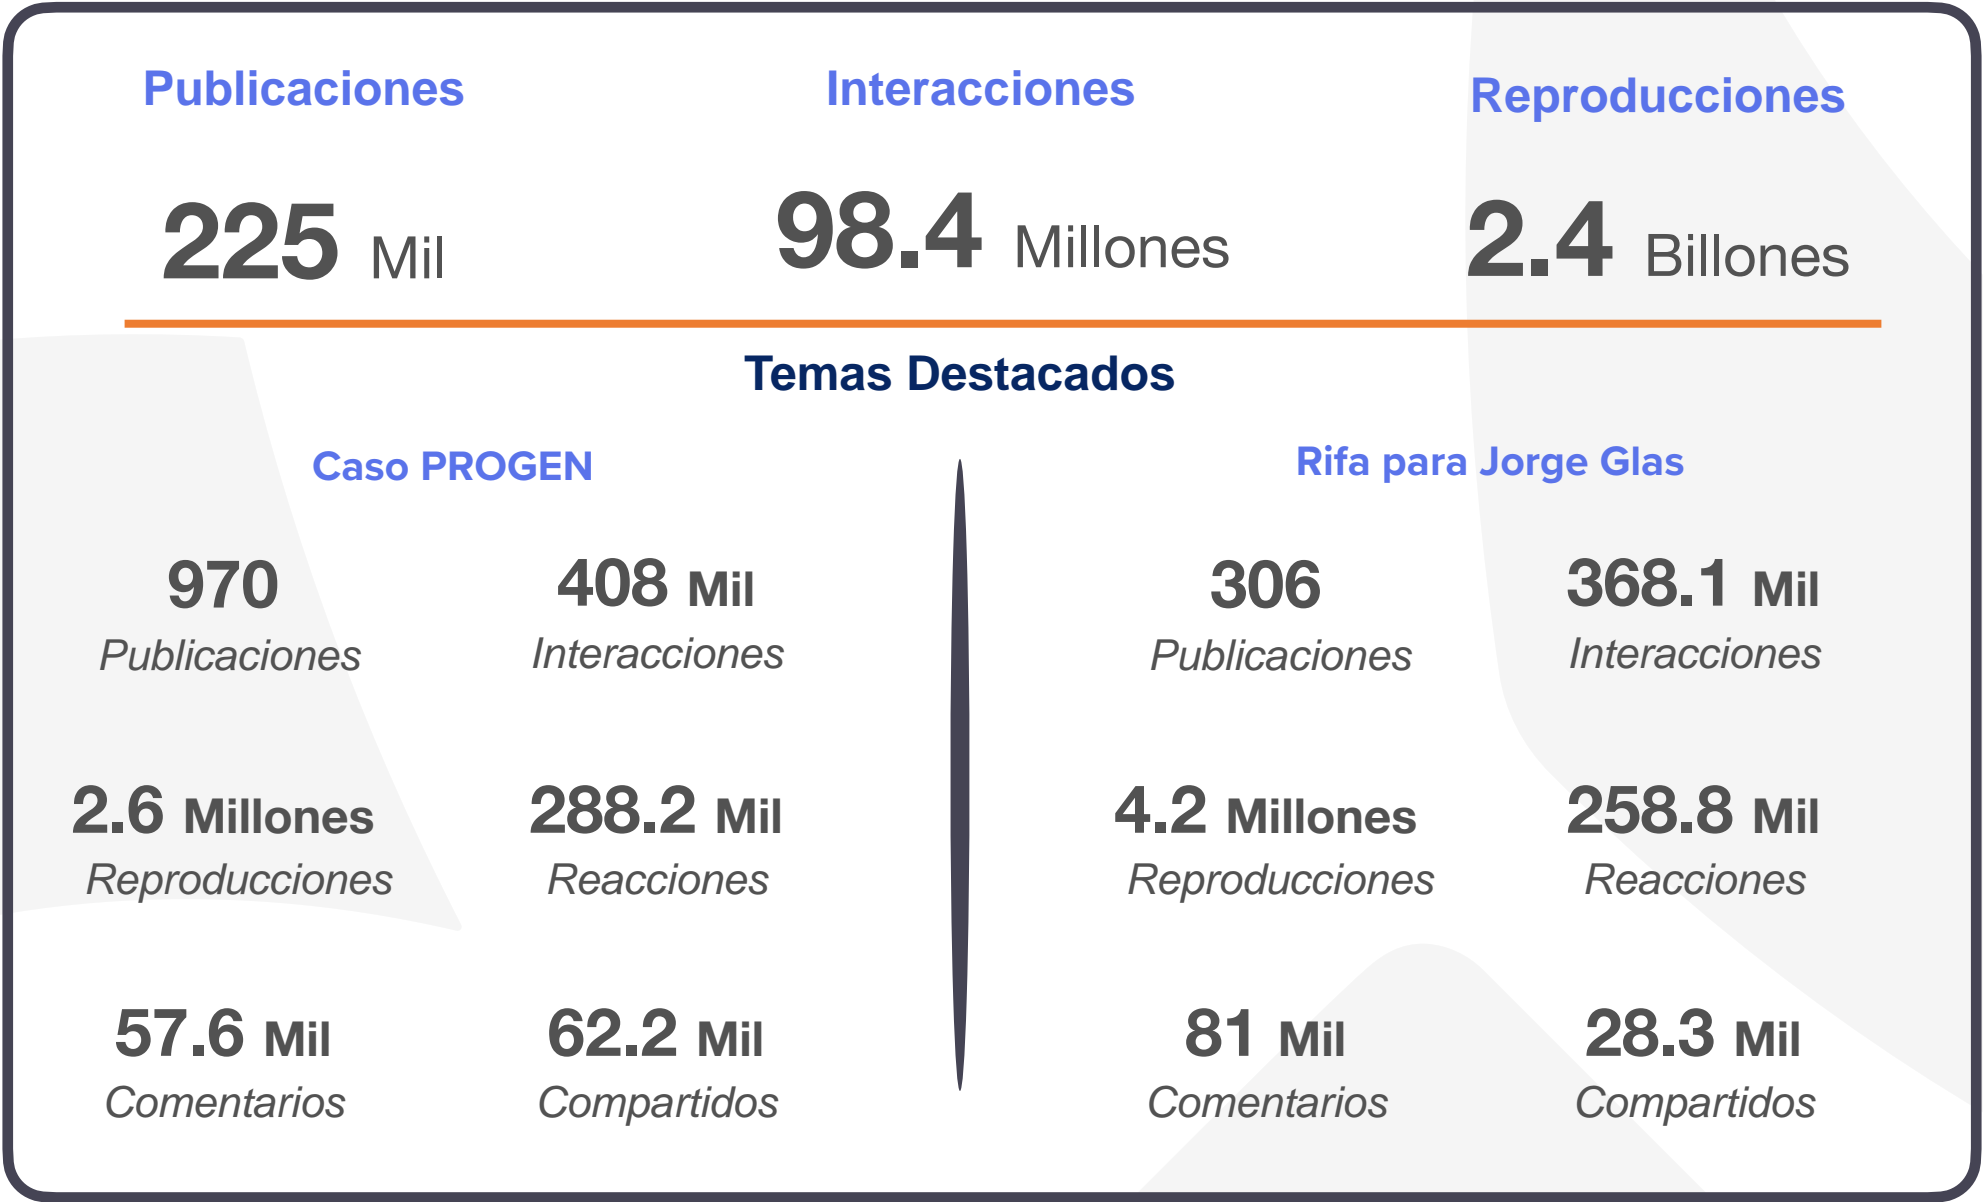 Publicaciones
Interacciones
Reproducciones
225 Mil
98.4 Millones
2.4 Billones
Temas Destacados
Caso PROGEN
970
Publicaciones
408 Mil
Interacciones
2.6 Millones
Reproducciones
288.2 Mil
Reacciones
57.6 Mil
Comentarios
62.2 Mil
Compartidos
Rifa para Jorge Glas
306
Publicaciones
368.1 Mil
Interacciones
4.2 Millones
Reproducciones
258.8 Mil
Reacciones
81 Mil
Comentarios
28.3 Mil
Compartidos